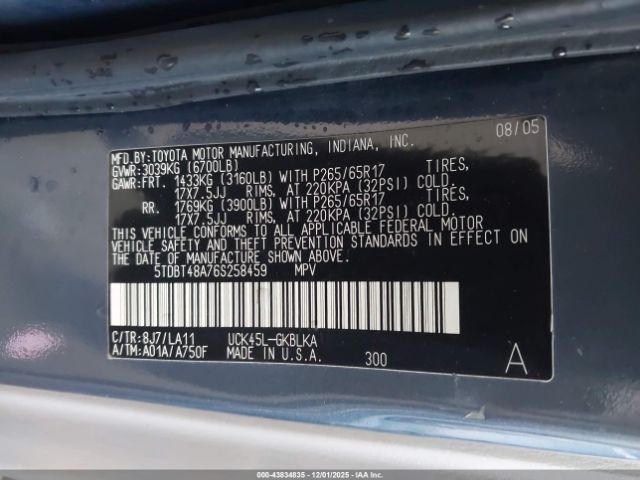 MFD.BY:TOYOTA MOTOR MANUFACTURING, INDIANA, INC. 08/05
GVWR:3039KG (6700LB)
GAWR:FRT. 1433KG (3160LB) WITH P265/65R17 TIRES,
17X7.5JJ RIMS, AT 220KPA (32PSI) COLD.
RR. 1769KG (3900LB) WITH P265/65R17 TIRES,
17X7.5JJ RIMS, AT 220KPA (32PSI) COLD.
THIS VEHICLE CONFORMS TO ALL APPLICABLE FEDERAL MOTOR
VEHICLE SAFETY AND THEFT PREVENTION STANDARDS IN EFFECT
ON THE DATE OF MANUFACTURE SHOWN ABOVE.
5TDBT48A76S258459 MPV
C/TR:8J7/LA11 UCK45L-GKBLKA
A/TM:A01A/A750F MADE IN U.S.A. 300 A
000-43834835 - 12/01/2025 - IAAI.CA